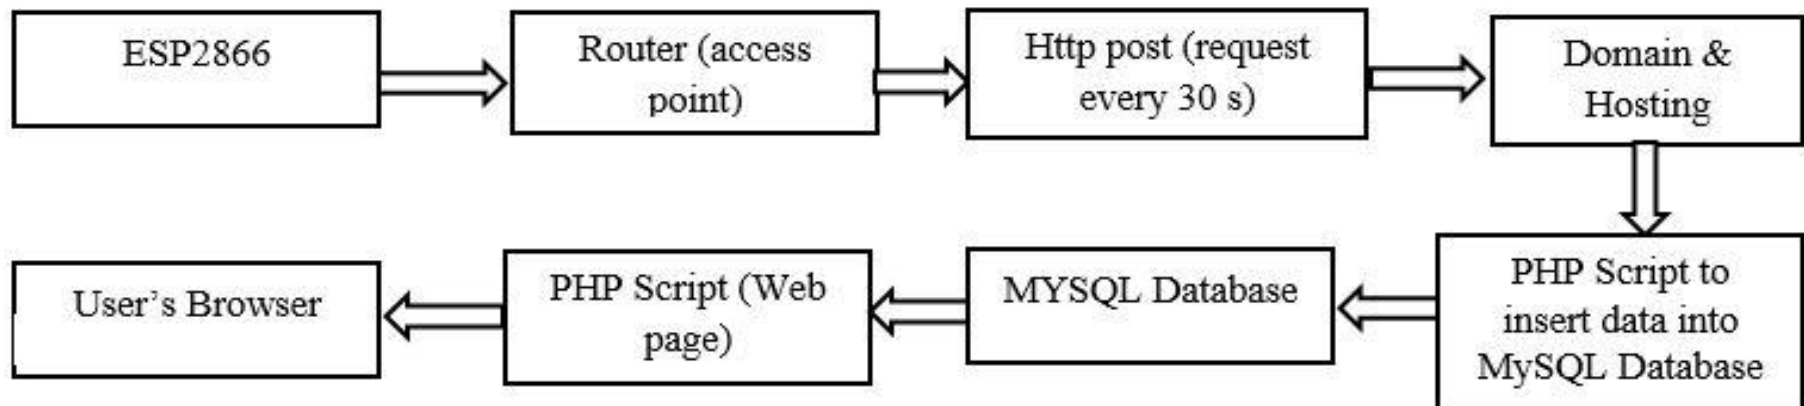 ESP2866
Router (access
point)
Http post (request
every 30 s)
Domain &
Hosting
PHP Script to
insert data into
MySQL Database
MYSQL Database
PHP Script (Web
page)
User’s Browser